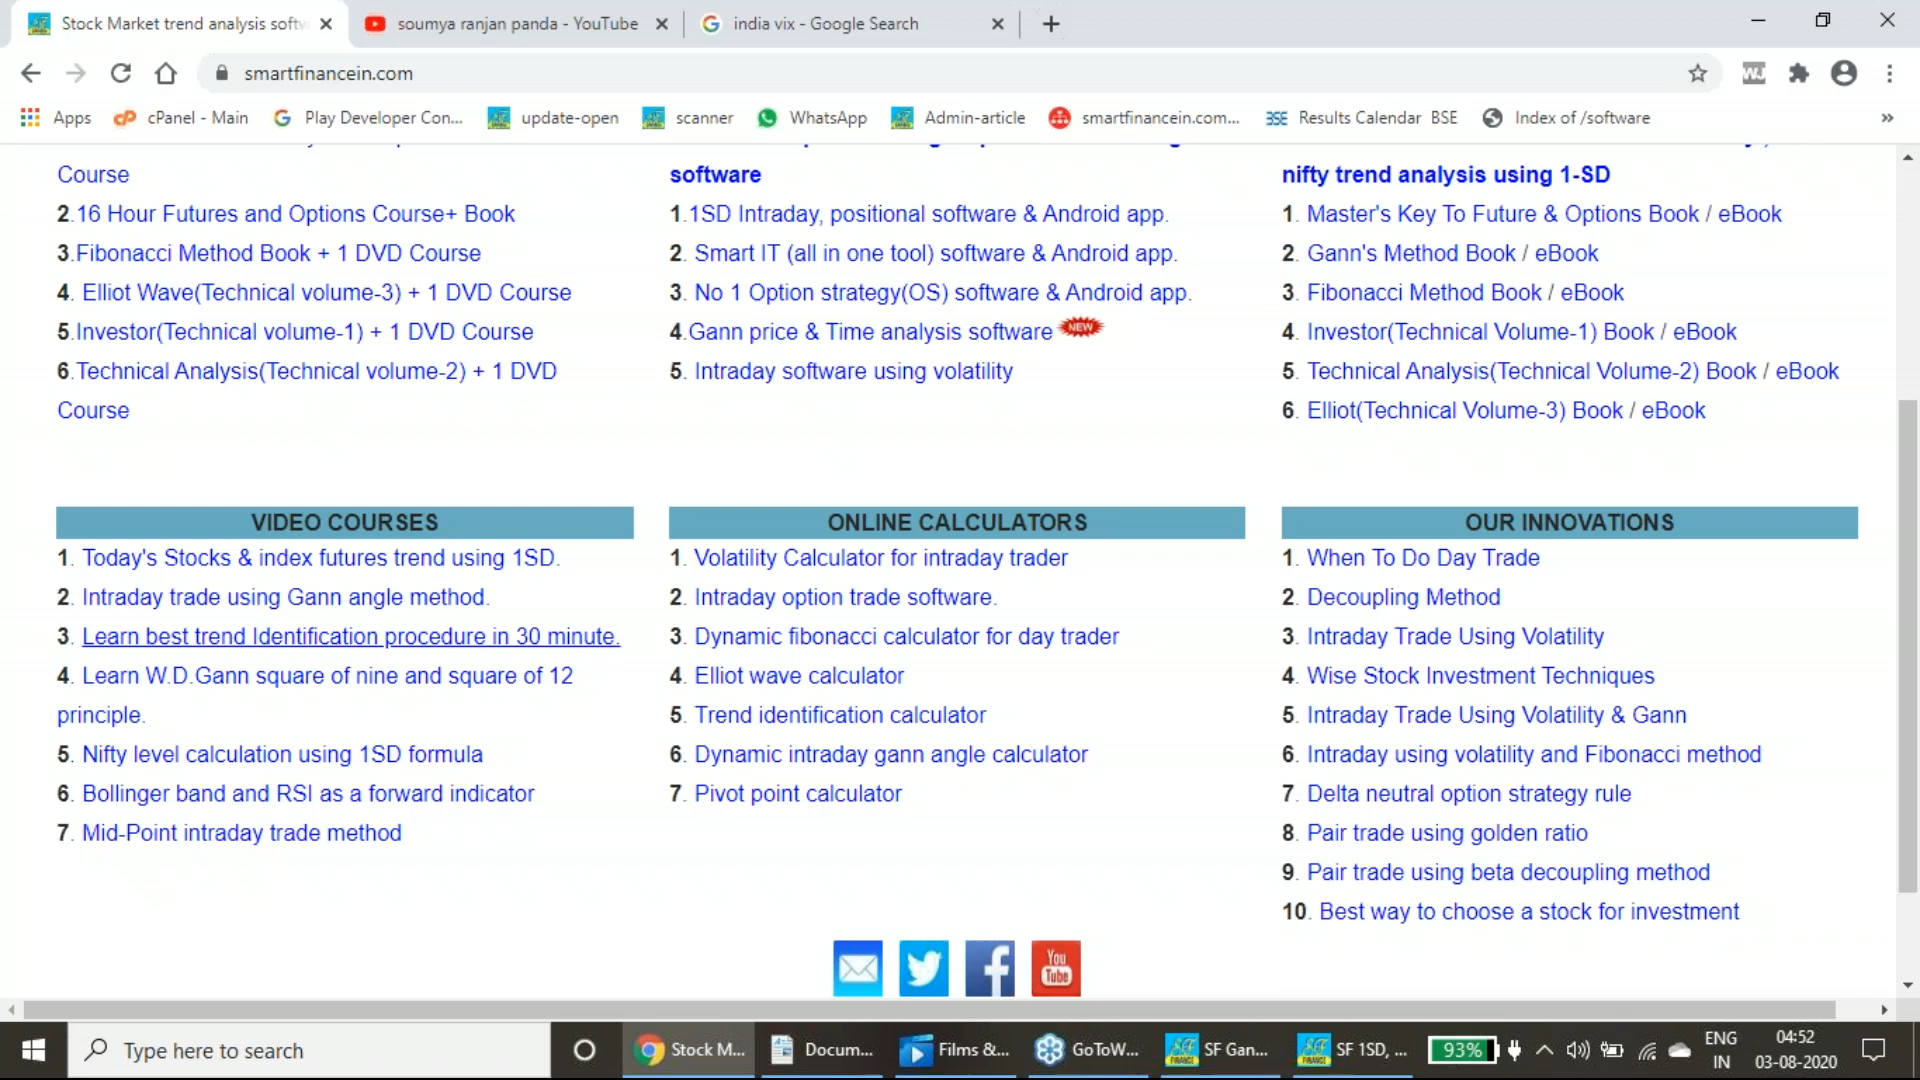 Stock Market trend analysis softw
soumya ranjan panda - YouTube
india vix - Google Search
smartfinancein.com
Apps
cPanel - Main
Play Developer Con...
update-open
scanner
WhatsApp
Admin-article
smartfinancein.com...
Results Calendar BSE
Index of /software
»
Course
2.16 Hour Futures and Options Course+ Book
3.Fibonacci Method Book + 1 DVD Course
4. Elliot Wave(Technical volume-3) + 1 DVD Course
5.Investor(Technical volume-1) + 1 DVD Course
6.Technical Analysis(Technical volume-2) + 1 DVD
Course
software
1.1SD Intraday, positional software & Android app.
2. Smart IT (all in one tool) software & Android app.
3. No 1 Option strategy(OS) software & Android app.
4.Gann price & Time analysis software NEW
5. Intraday software using volatility
nifty trend analysis using 1-SD
1. Master's Key To Future & Options Book / eBook
2. Gann's Method Book / eBook
3. Fibonacci Method Book / eBook
4. Investor(Technical Volume-1) Book / eBook
5. Technical Analysis(Technical Volume-2) Book / eBook
6. Elliot(Technical Volume-3) Book / eBook
VIDEO COURSES
1. Today's Stocks & index futures trend using 1SD.
2. Intraday trade using Gann angle method.
3. Learn best trend Identification procedure in 30 minute.
4. Learn W.D.Gann square of nine and square of 12
principle.
5. Nifty level calculation using 1SD formula
6. Bollinger band and RSI as a forward indicator
7. Mid-Point intraday trade method
ONLINE CALCULATORS
1. Volatility Calculator for intraday trader
2. Intraday option trade software.
3. Dynamic fibonacci calculator for day trader
4. Elliot wave calculator
5. Trend identification calculator
6. Dynamic intraday gann angle calculator
7. Pivot point calculator
OUR INNOVATIONS
1. When To Do Day Trade
2. Decoupling Method
3. Intraday Trade Using Volatility
4. Wise Stock Investment Techniques
5. Intraday Trade Using Volatility & Gann
6. Intraday using volatility and Fibonacci method
7. Delta neutral option strategy rule
8. Pair trade using golden ratio
9. Pair trade using beta decoupling method
10. Best way to choose a stock for investment
You
Tube
Type here to search
Stock M...
Docum...
Films &...
GoToW...
SF Gan...
SF 1SD, ...
93%
ENG
IN
04:52
03-08-2020